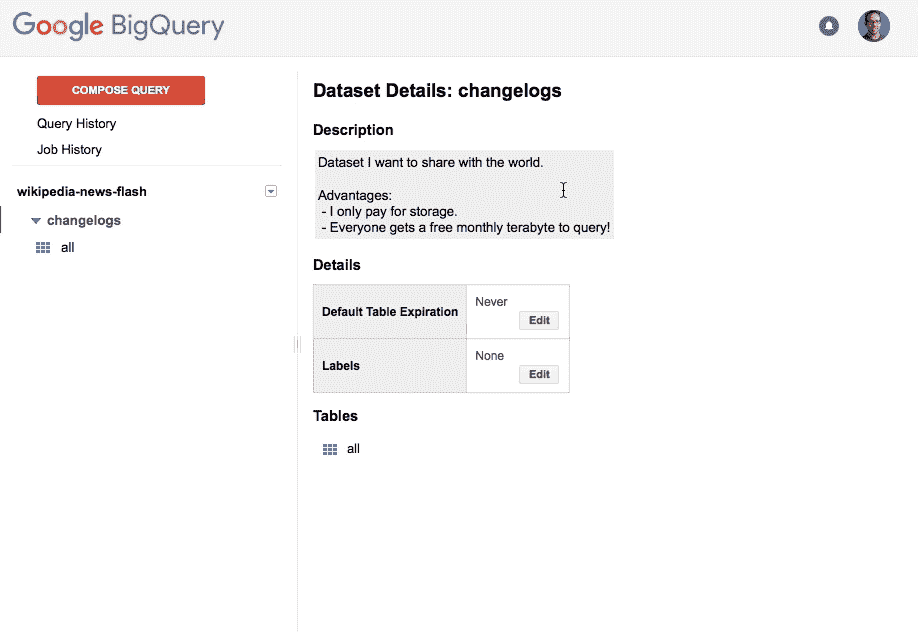 Google BigQuery
COMPOSE QUERY
Query History
Job History
wikipedia-news-flash
changelogs
all
Dataset Details: changelogs
Description
Dataset I want to share with the world.
Advantages:
- I only pay for storage.
- Everyone gets a free monthly terabyte to query!
Details
Default Table Expiration
Never
Edit
Labels
None
Edit
Tables
all